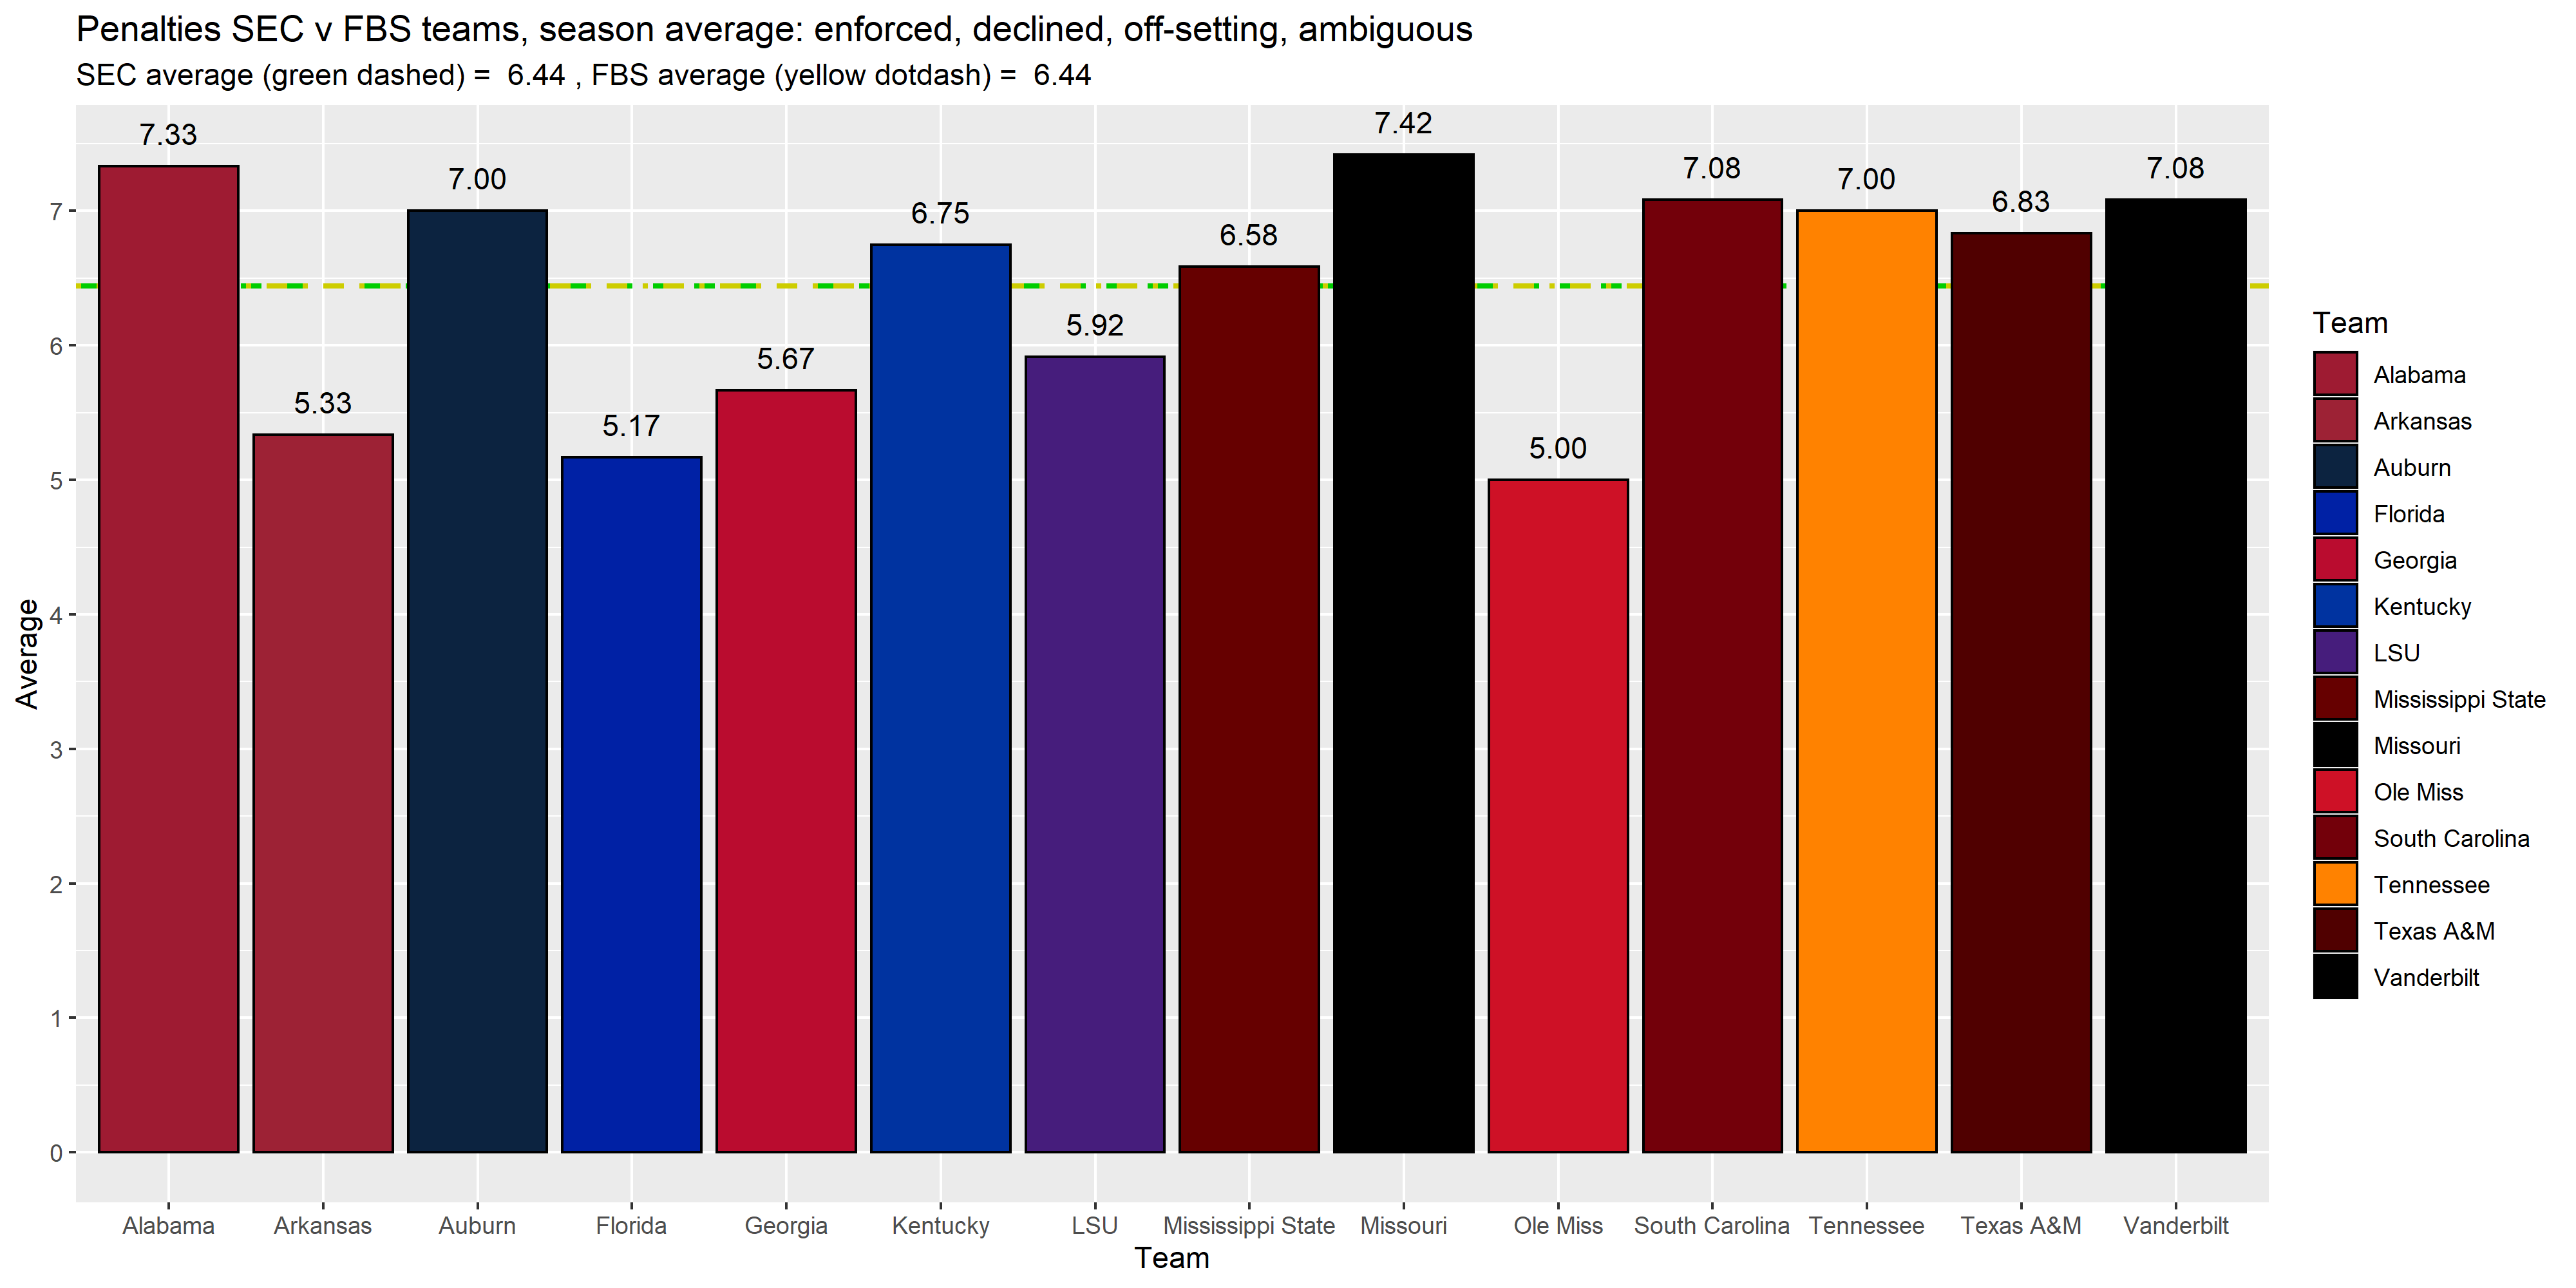 Penalties SEC v FBS teams, season average: enforced, declined, off-setting, ambiguous
SEC average (green dashed) =  6.44 , FBS average (yellow dotdash) =  6.44
7.33
5.33
7.00
5.17
5.67
6.75
5.92
6.58
7.42
5.00
7.08
7.00
6.83
7.08
Average
7
6
5
4
3
2
1
0
Alabama
Arkansas
Auburn
Florida
Georgia
Kentucky
LSU
Mississippi State
Missouri
Ole Miss
South Carolina
Tennessee
Texas A&M
Vanderbilt
Team
Team
Alabama
Arkansas
Auburn
Florida
Georgia
Kentucky
LSU
Mississippi State
Missouri
Ole Miss
South Carolina
Tennessee
Texas A&M
Vanderbilt